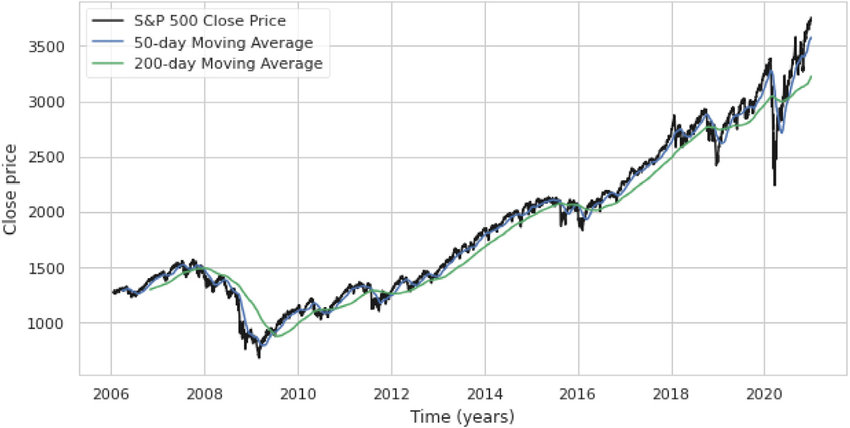 S&P 500 Close Price
50-day Moving Average
200-day Moving Average
3500
3000
2500
2000
1500
1000
Close price
2006 2008 2010 2012 2014 2016 2018 2020
Time (years)